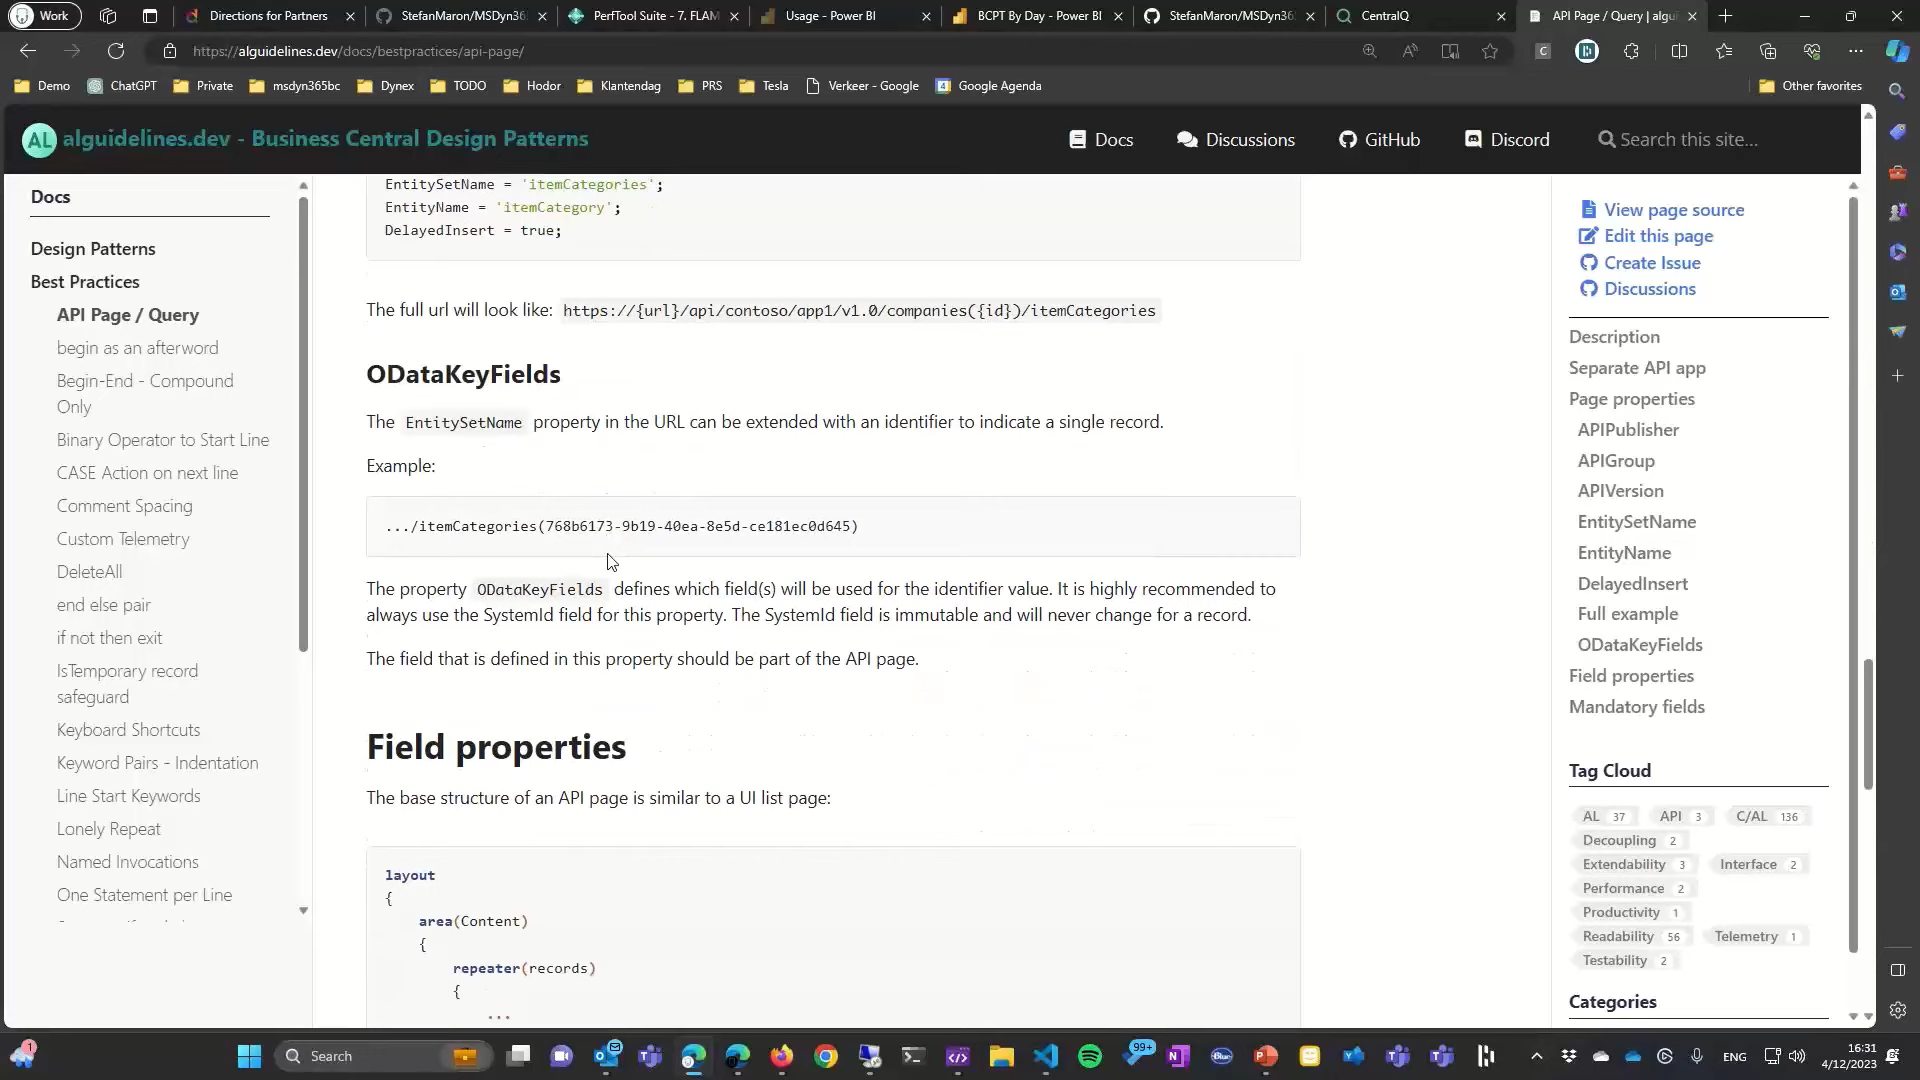 Work
Directions for Partners
StefanMaron/MSDyn36
PerfTool Suite - 7. FLAM
Usage - Power BI
BCPT By Day - Power BI
StefanMaron/MSDyn36
CentralQ
API Page / Query | algui
https://alguidelines.dev/docs/bestpractices/api-page/
Demo
ChatGPT
Private
msdyn365bc
Dynex
TODO
Hodor
Klantendag
PRS
Tesla
Verkeer - Google
Google Agenda
Other favorites
AL alguidelines.dev - Business Central Design Patterns
Docs
Discussions
GitHub
Discord
Search this site...
Docs
Design Patterns
Best Practices
API Page / Query
begin as an afterword
Begin-End - Compound
Only
Binary Operator to Start Line
CASE Action on next line
Comment Spacing
Custom Telemetry
DeleteAll
end else pair
if not then exit
IsTemporary record
safeguard
Keyboard Shortcuts
Keyword Pairs - Indentation
Line Start Keywords
Lonely Repeat
Named Invocations
One Statement per Line
EntitySetName = 'itemCategories';
EntityName = 'itemCategory';
DelayedInsert = true;
The full url will look like: https://{url}/api/contoso/app1/v1.0/companies({id})/itemCategories
ODataKeyFields
The EntitySetName property in the URL can be extended with an identifier to indicate a single record.
Example:
.../itemCategories(768b6173-9b19-40ea-8e5d-ce181ec0d645)
The property ODataKeyFields defines which field(s) will be used for the identifier value. It is highly recommended to
always use the SystemId field for this property. The SystemId field is immutable and will never change for a record.
The field that is defined in this property should be part of the API page.
Field properties
The base structure of an API page is similar to a UI list page:
layout
{
area(Content)
{
repeater(records)
{
...
View page source
Edit this page
Create Issue
Discussions
Description
Separate API app
Page properties
APIPublisher
APIGroup
APIVersion
EntitySetName
EntityName
DelayedInsert
Full example
ODataKeyFields
Field properties
Mandatory fields
Tag Cloud
AL 37 API 3 C/AL 136
Decoupling 2
Extendability 3 Interface 2
Performance 2
Productivity 1
Readability 56 Telemetry 1
Testability 2
Categories
1
Search
99+
Blue
ENG
16:31
4/12/2023